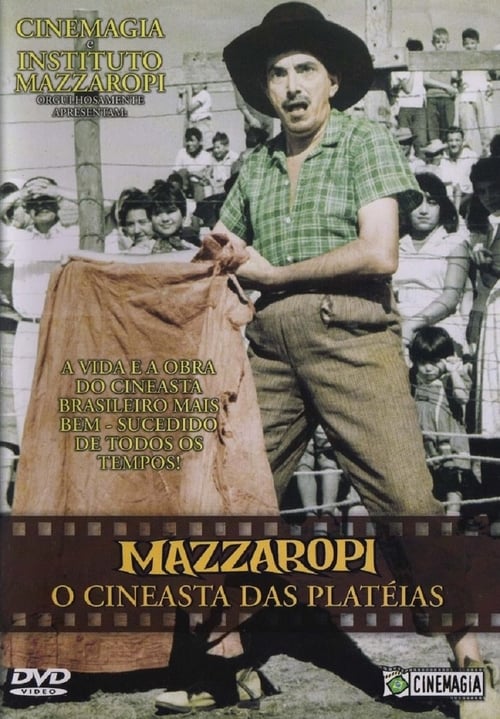 CINEMAGIA
e
INSTITUTO
MAZZAROPI
ORGULHOSAMENTE
APRESENTAM:
A VIDA E A OBRA
DO CINEASTA
BRASILEIRO MAIS
BEM - SUCEDIDO
DE TODOS OS
TEMPOS!
MAZZAROPI
O CINEASTA DAS PLATÉIAS
DVD
VIDEO
CINEMAGIA